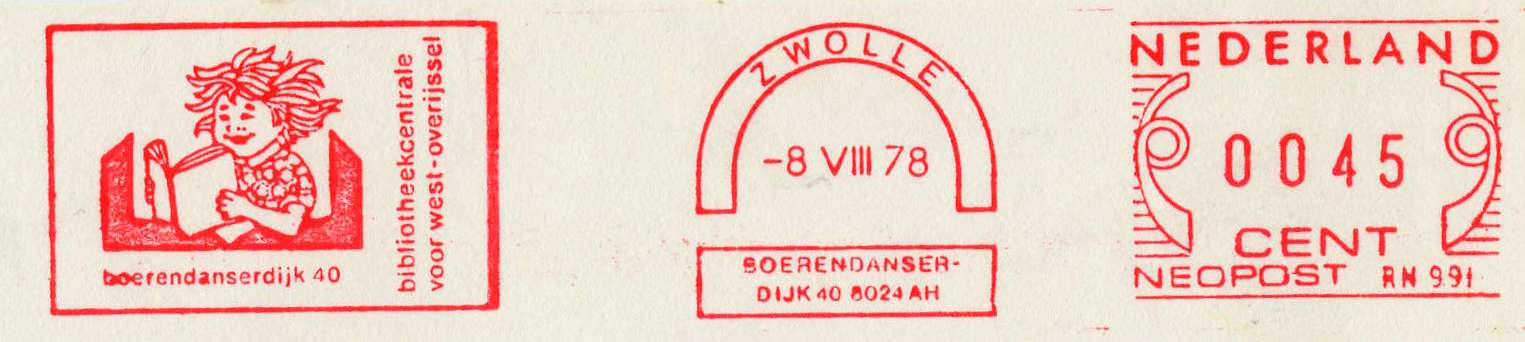 bibliotheekcentrale
voor west-overijssel
boerendanserdijk 40
ZWOLLE
-8 VIII 78
BOERENDANSER-
DIJK 40 8024 AH
NEDERLAND
0045
CENT
NEOPOST RN 991